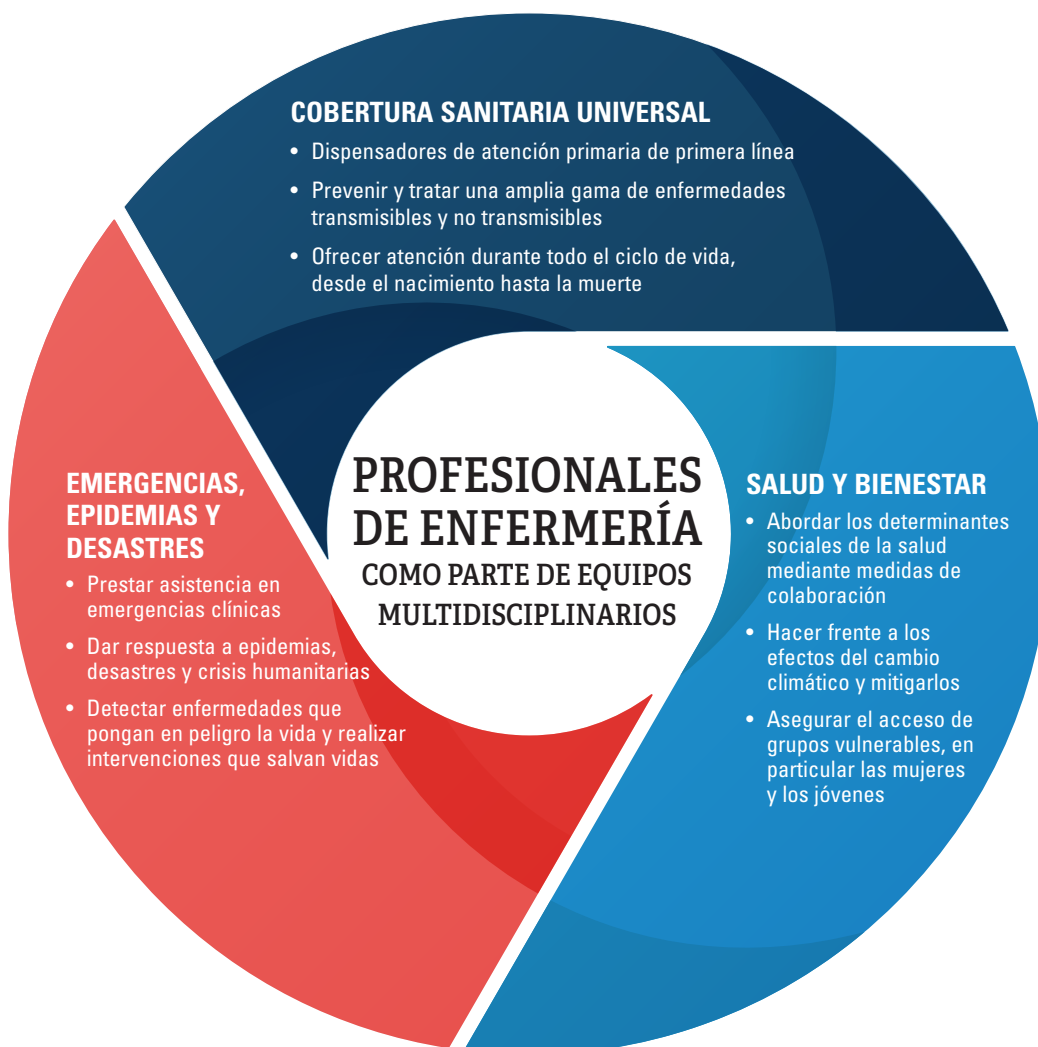 COBERTURA SANITARIA UNIVERSAL
• Dispensadores de atención primaria de primera línea
• Prevenir y tratar una amplia gama de enfermedades
transmisibles y no transmisibles
• Ofrecer atención durante todo el ciclo de vida,
desde el nacimiento hasta la muerte
PROFESIONALES
DE ENFERMERÍA
COMO PARTE DE EQUIPOS
MULTIDISCIPLINARIOS
EMERGENCIAS,
EPIDEMIAS Y
DESASTRES
• Prestar asistencia en
emergencias clínicas
• Dar respuesta a epidemias,
desastres y crisis humanitarias
• Detectar enfermedades que
pongan en peligro la vida y realizar
intervenciones que salvan vidas
SALUD Y BIENESTAR
• Abordar los determinantes
sociales de la salud
mediante medidas de
colaboración
• Hacer frente a los
efectos del cambio
climático y mitigarlos
• Asegurar el acceso de
grupos vulnerables, en
particular las mujeres
y los jóvenes